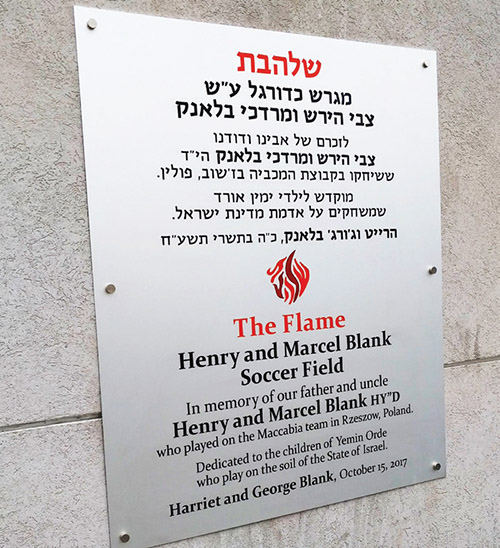 שלהבת
מגרש כדורגל ע"ש
צבי הירש ומרדכי בלאנק
לזכרם של אבינו ודודנו
צבי הירש ומרדכי בלאנק הי"ד
ששיחקו בקבוצת המכביה בז'שוב, פולין.
מוקדש לילדי ימין אורד
שמשחקים על אדמת מדינת ישראל.
הרייט וג'ורג' בלאנק, כ"ה בתשרי תשע"ח
The Flame
Henry and Marcel Blank
Soccer Field
In memory of our father and uncle
Henry and Marcel Blank HY"D
who played on the Maccabia team in Rzeszow, Poland.
Dedicated to the children of Yemin Orde
who play on the soil of the State of Israel.
Harriet and George Blank, October 15, 2017